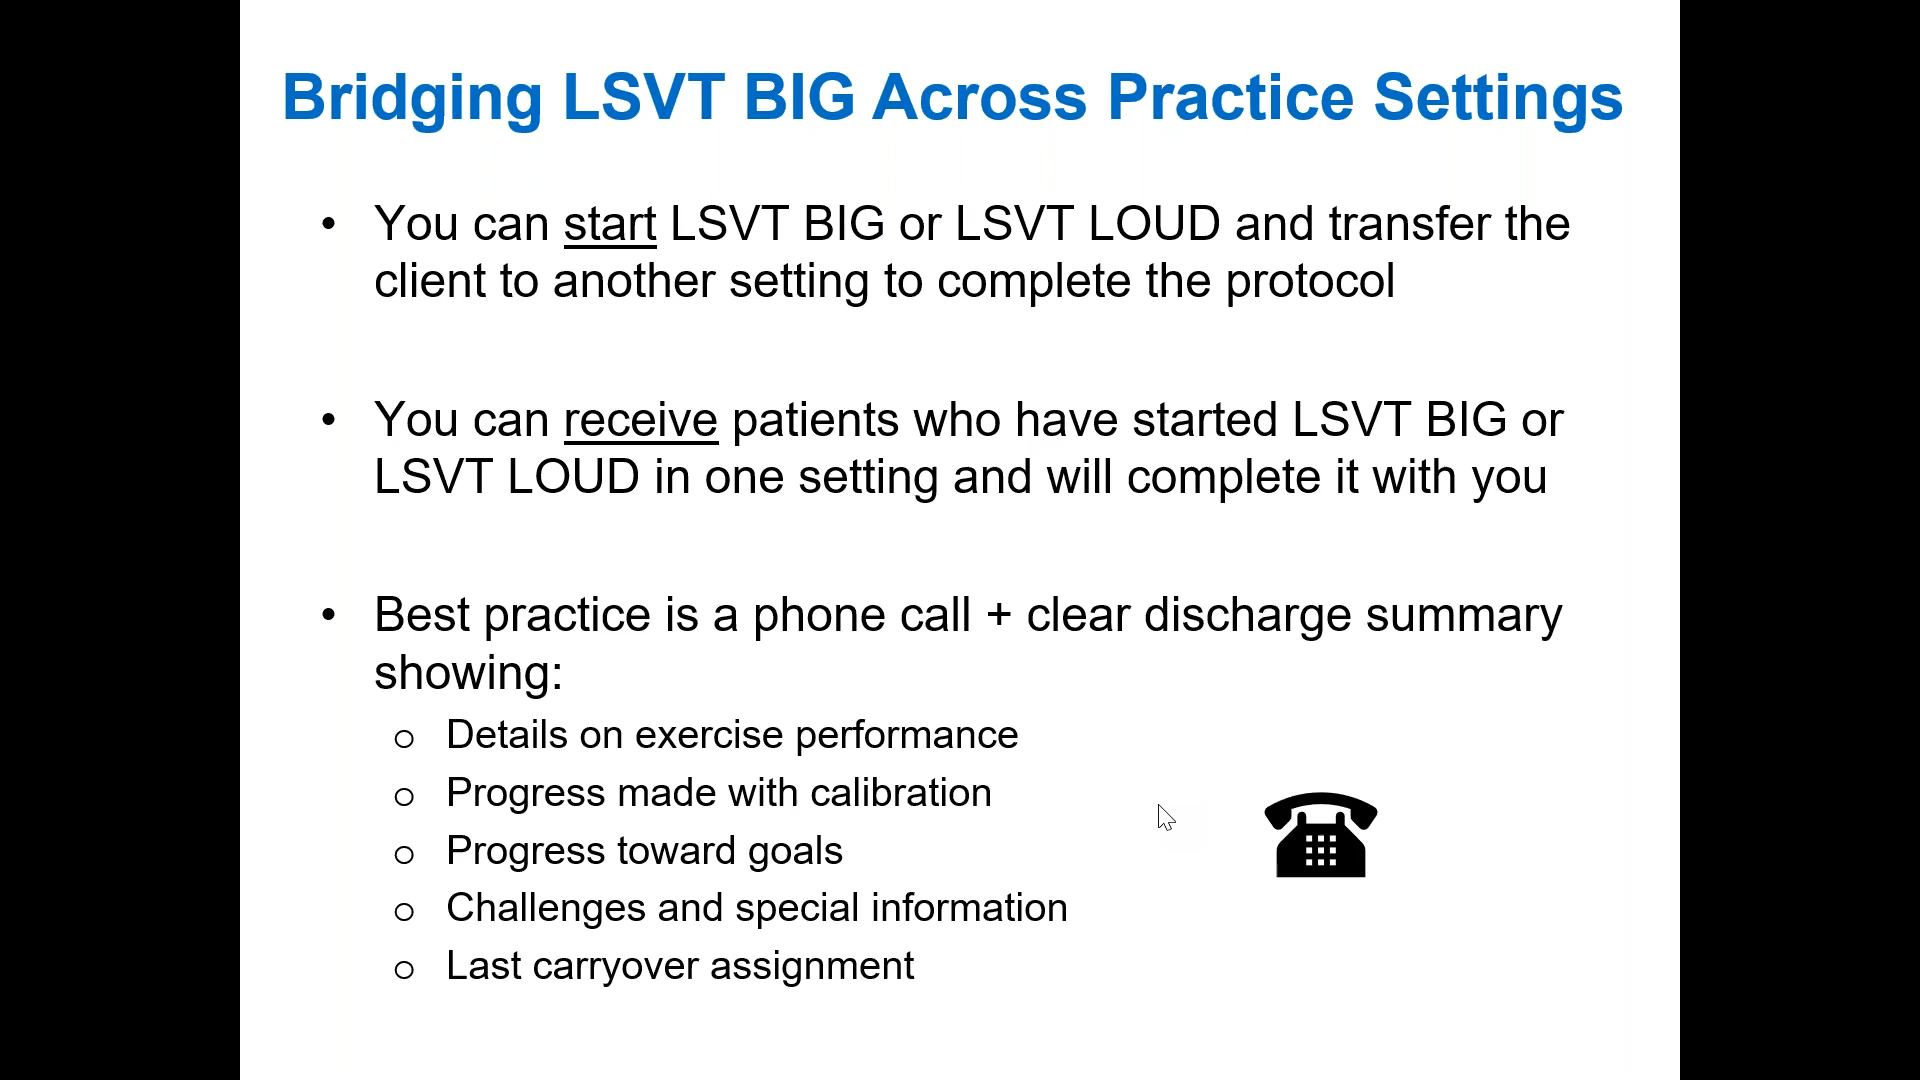 Bridging LSVT BIG Across Practice Settings
• You can start LSVT BIG or LSVT LOUD and transfer the
client to another setting to complete the protocol
• You can receive patients who have started LSVT BIG or
LSVT LOUD in one setting and will complete it with you
• Best practice is a phone call + clear discharge summary
showing:
o Details on exercise performance
o Progress made with calibration
o Progress toward goals
o Challenges and special information
o Last carryover assignment